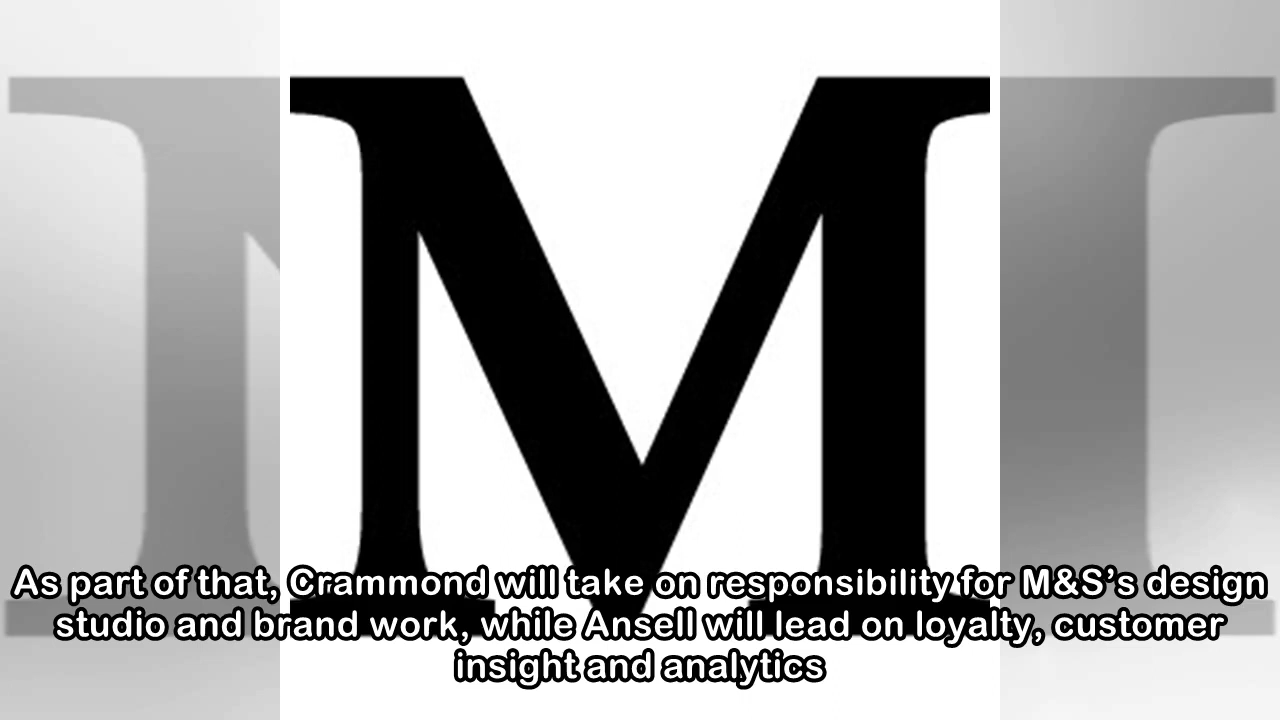 M
As part of that, Crammond will take on responsibility for M&S’s design
studio and brand work, while Ansell will lead on loyalty, customer
insight and analytics